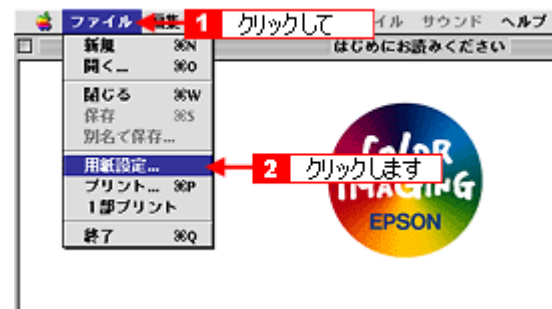 ファイル 編集 1 クリックして イル サウンド ヘルプ
はじめにお読みください
新規 ⌘N
開く... ⌘O
閉じる ⌘W
保存 ⌘S
別名で保存...
用紙設定... 2 クリックします
プリント... ⌘P
1部プリント
終了 ⌘Q
COLOR
IMAGING
EPSON